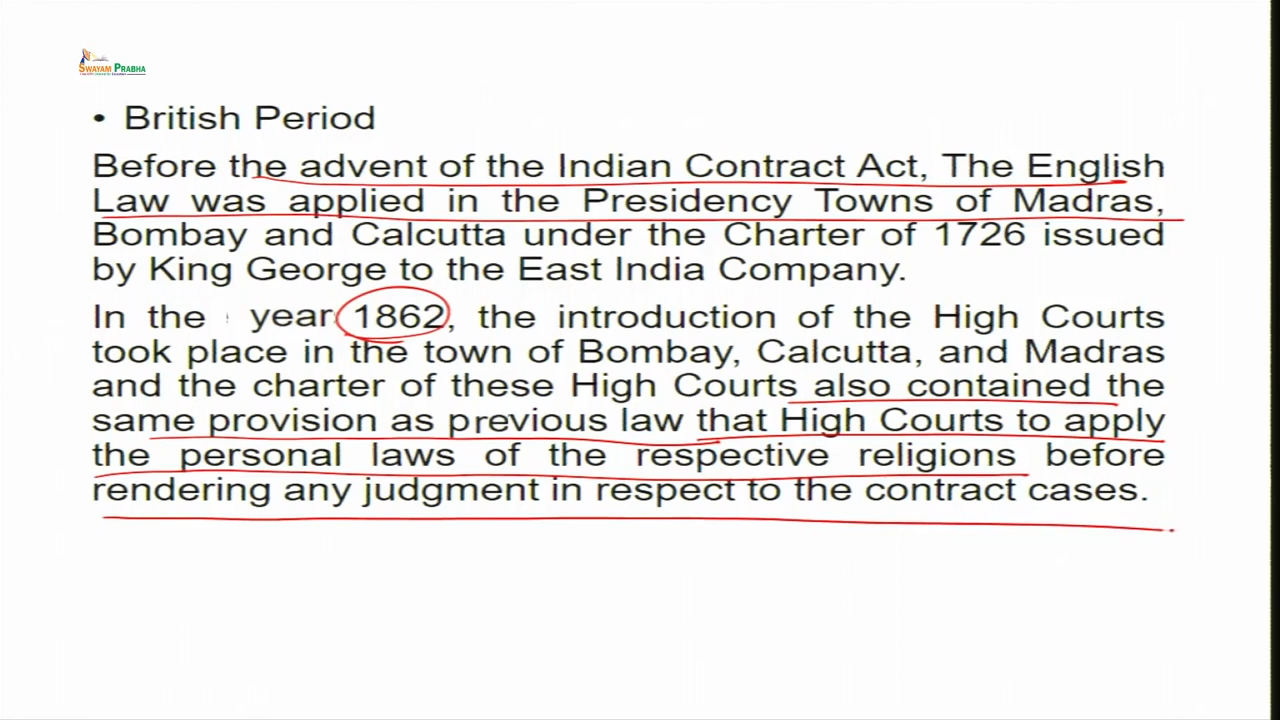 SWAYAM PRABHA
• British Period
Before the advent of the Indian Contract Act, The English
Law was applied in the Presidency Towns of Madras,
Bombay and Calcutta under the Charter of 1726 issued
by King George to the East India Company.
In the year 1862, the introduction of the High Courts
took place in the town of Bombay, Calcutta, and Madras
and the charter of these High Courts also contained the
same provision as previous law that High Courts to apply
the personal laws of the respective religions before
rendering any judgment in respect to the contract cases.